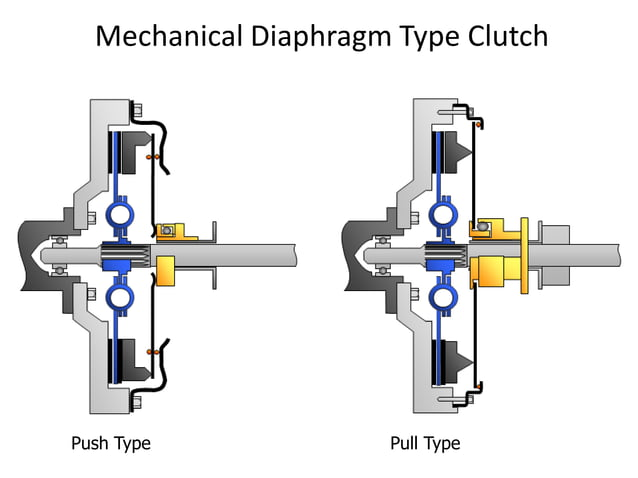 Mechanical Diaphragm Type Clutch
Push Type
Pull Type